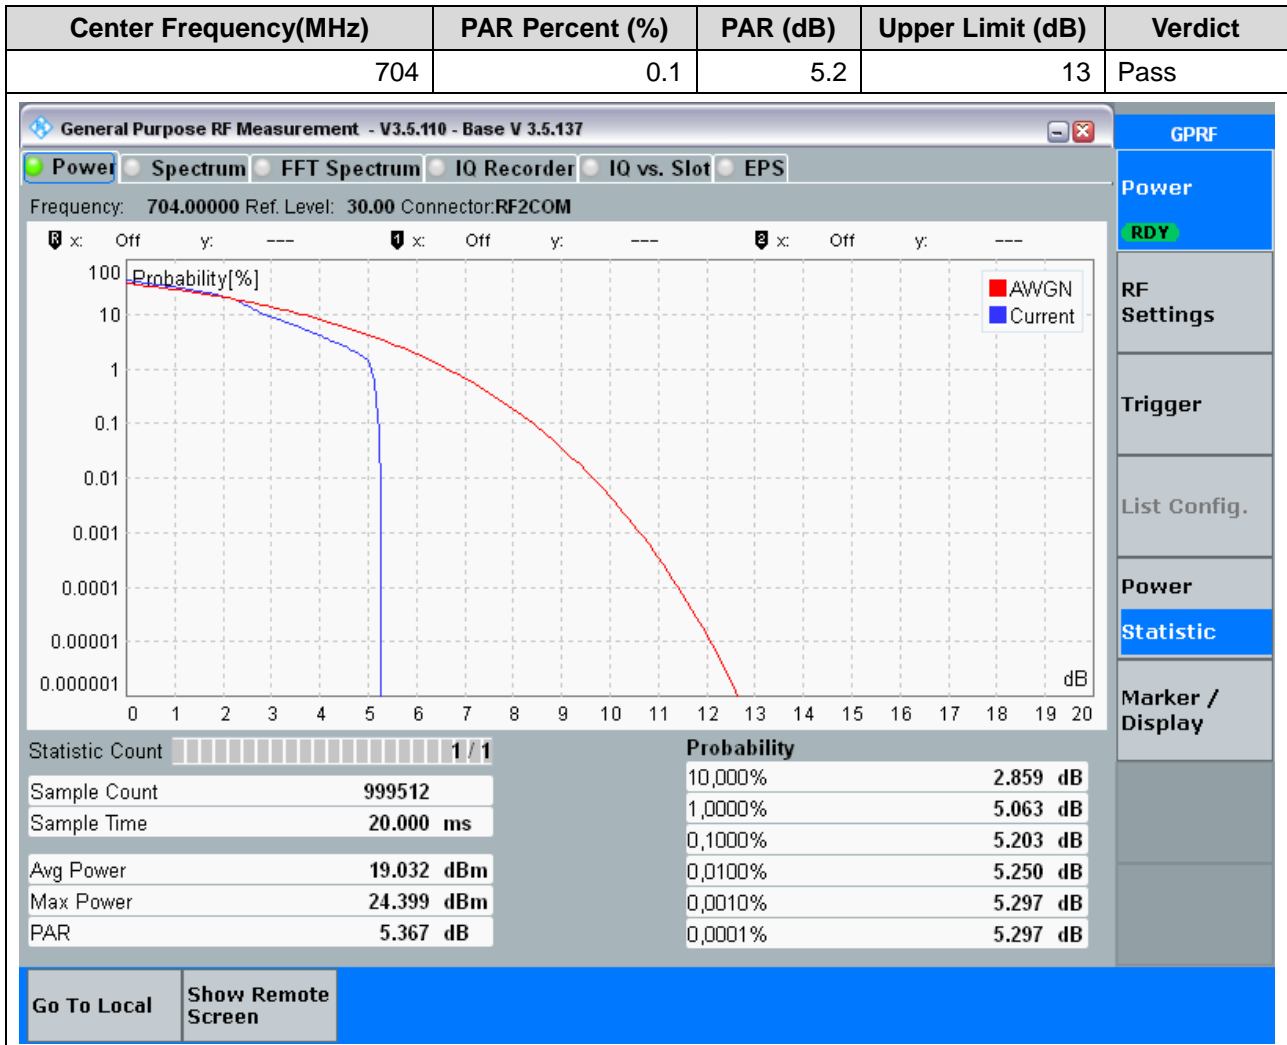 Center Frequency(MHz) PAR Percent (%) PAR (dB) Upper Limit (dB) Verdict
704 0.1 5.2 13 Pass
General Purpose RF Measurement - V3.5.110 - Base V 3.5.137
GPRF
Power Spectrum FFT Spectrum IQ Recorder IQ vs. Slot EPS
Power
RDY
Frequency: 704.00000 Ref. Level: 30.00 Connector:RF2COM
R x: Off y: --- 1 x: Off y: --- 2 x: Off y: ---
Probability[%]
AWGN
Current
100
10
1
0.1
0.01
0.001
0.0001
0.00001
0.000001
dB
0 1 2 3 4 5 6 7 8 9 10 11 12 13 14 15 16 17 18 19 20
RF
Settings
Trigger
List Config.
Power
Statistic
Marker /
Display
Statistic Count 1 / 1
Sample Count 999512
Sample Time 20.000 ms
Avg Power 19.032 dBm
Max Power 24.399 dBm
PAR 5.367 dB
Probability
10,000% 2.859 dB
1,0000% 5.063 dB
0,1000% 5.203 dB
0,0100% 5.250 dB
0,0010% 5.297 dB
0,0001% 5.297 dB
Go To Local
Show Remote
Screen